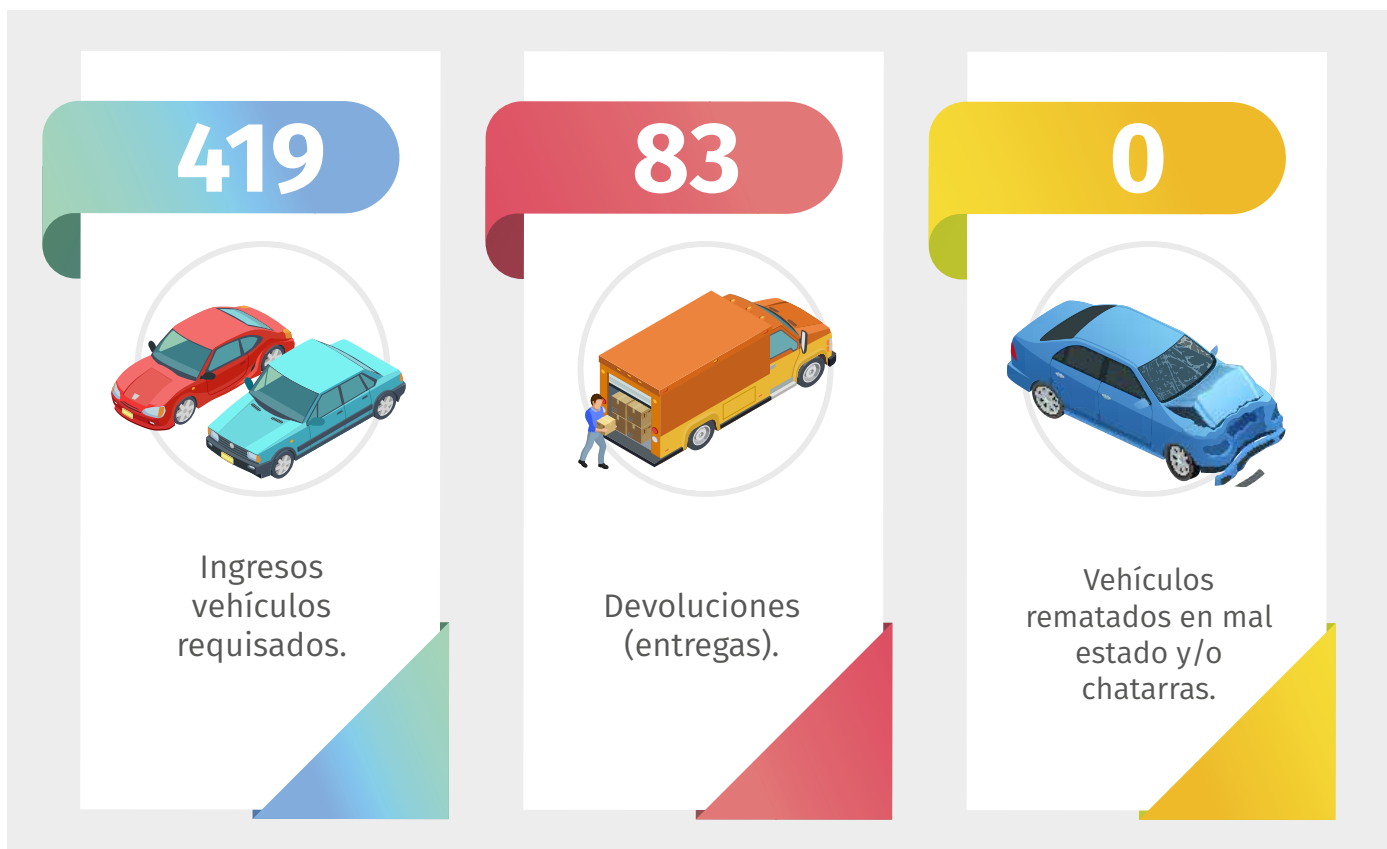 419
Ingresos
vehículos
requisados.
83
Devoluciones
(entregas).
0
Vehículos
rematados en mal
estado y/o
chatarras.